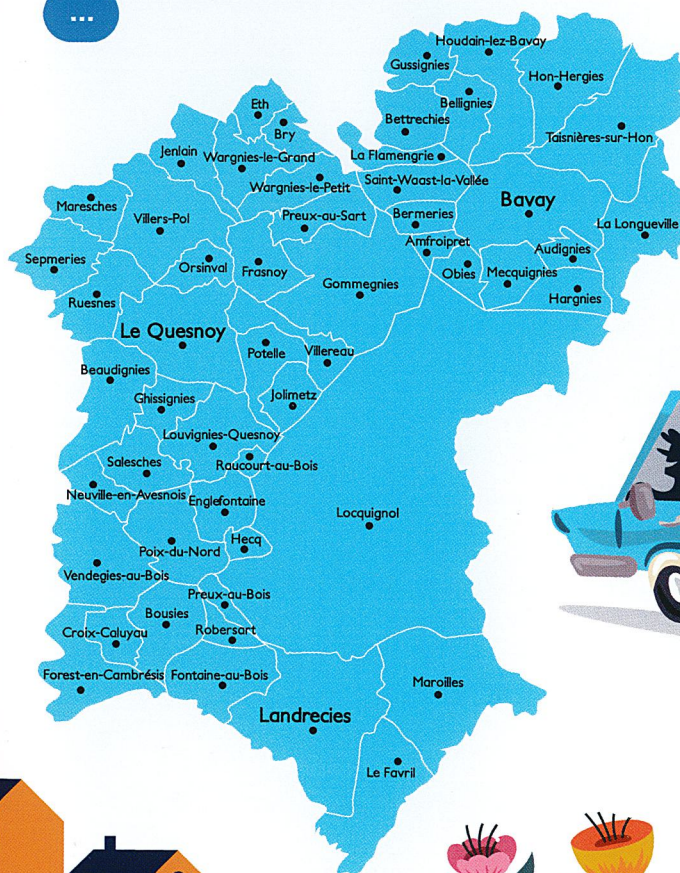 ...
Houdain-lez-Bavay
Gussignies
Hon-Hergies
Bellignies
Eth
Bettrechies
Bry
Taisnières-sur-Hon
Jenlain
Wargnies-le-Grand
La Flamengrie
Wargnies-le-Petit
Saint-Waast-la-Vallée
Maresches
Bavay
Villers-Pol
Preux-au-Sart
Bermeries
La Longueville
Amfroipret
Audignies
Sepmeries
Orsinval
Frasnoy
Obies
Mecquignies
Gommegnies
Hargnies
Ruesnes
Le Quesnoy
Potelle
Villereau
Beaudignies
Ghissignies
Jolimetz
Louvignies-Quesnoy
Salesches
Raucourt-au-Bois
Neuville-en-Avesnois
Englefontaine
Locquignol
Hecq
Poix-du-Nord
Vendegies-au-Bois
Preux-au-Bois
Bousies
Croix-Caluyau
Robersart
Forest-en-Cambrésis
Fontaine-au-Bois
Maroilles
Landrecies
Le Favril